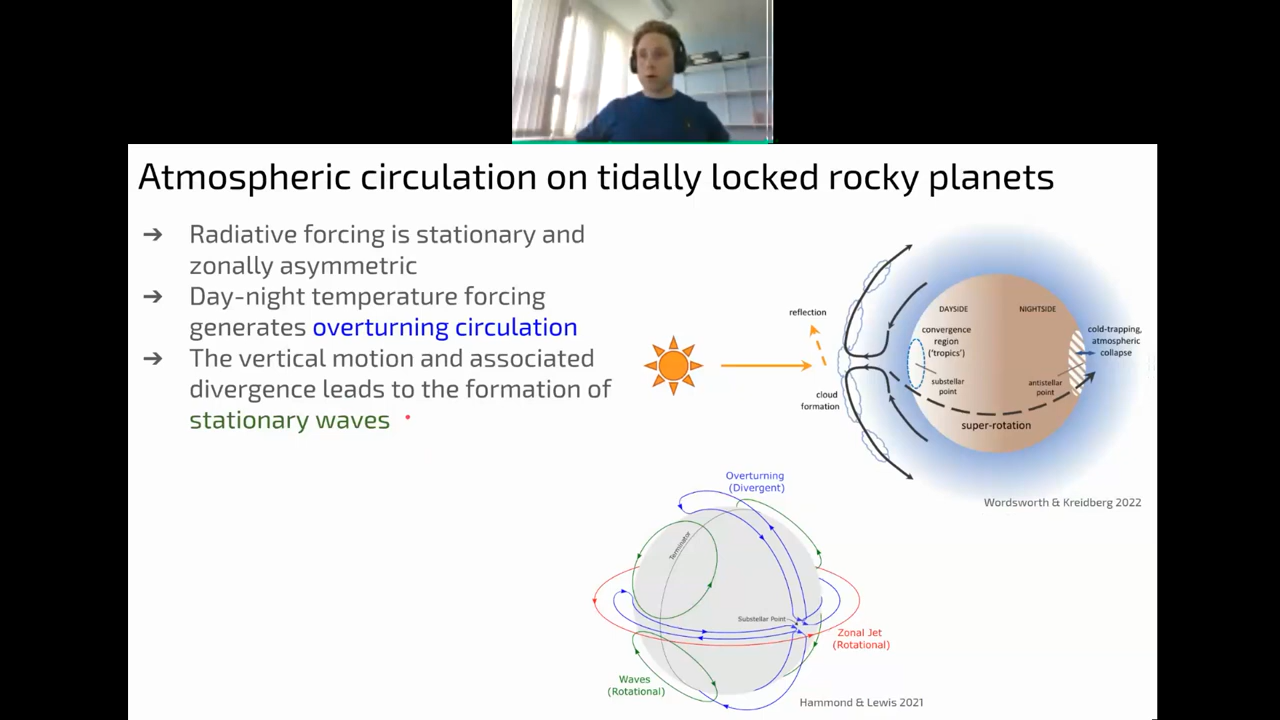 Atmospheric circulation on tidally locked rocky planets
➔ Radiative forcing is stationary and
zonally asymmetric
➔ Day-night temperature forcing
generates overturning circulation
➔ The vertical motion and associated
divergence leads to the formation of
stationary waves
reflection
cloud
formation
DAYSIDE
NIGHTSIDE
convergence
region
('tropics')
substellar
point
antistellar
point
cold-trapping,
atmospheric
collapse
super-rotation
Wordsworth & Kreidberg 2022
Overturning
(Divergent)
Terminator
Substellar Point
Zonal Jet
(Rotational)
Waves
(Rotational)
Hammond & Lewis 2021